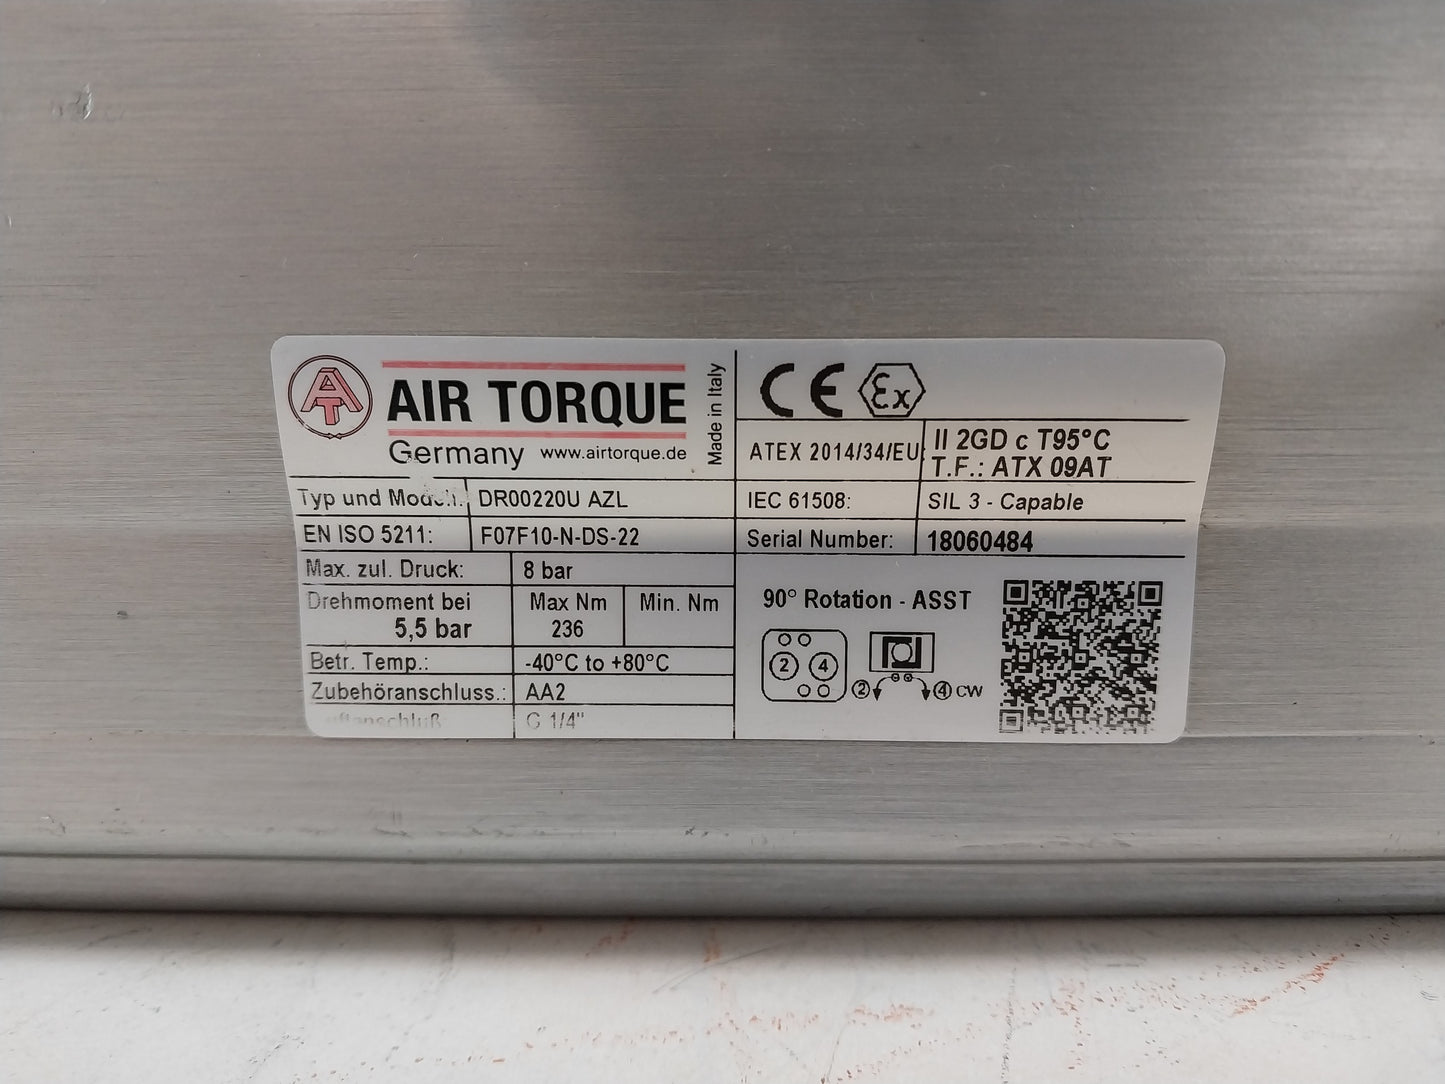 AT
AIR TORQUE
Germany www.airtorque.de
Made in Italy
Typ und Modell: DR00220U AZL
EN ISO 5211: F07F10-N-DS-22
Max. zul. Druck: 8 bar
Drehmoment bei 5,5 bar Max Nm 236 Min. Nm
Betr. Temp.: -40°C to +80°C
Zubehöranschluss.: AA2
Luftanschluß G 1/4"
CE Ex
ATEX 2014/34/EU: II 2GD c T95°C
T.F.: ATX 09AT
IEC 61508: SIL 3 - Capable
Serial Number: 18060484
90° Rotation - ASST
2 4
2 4 CW